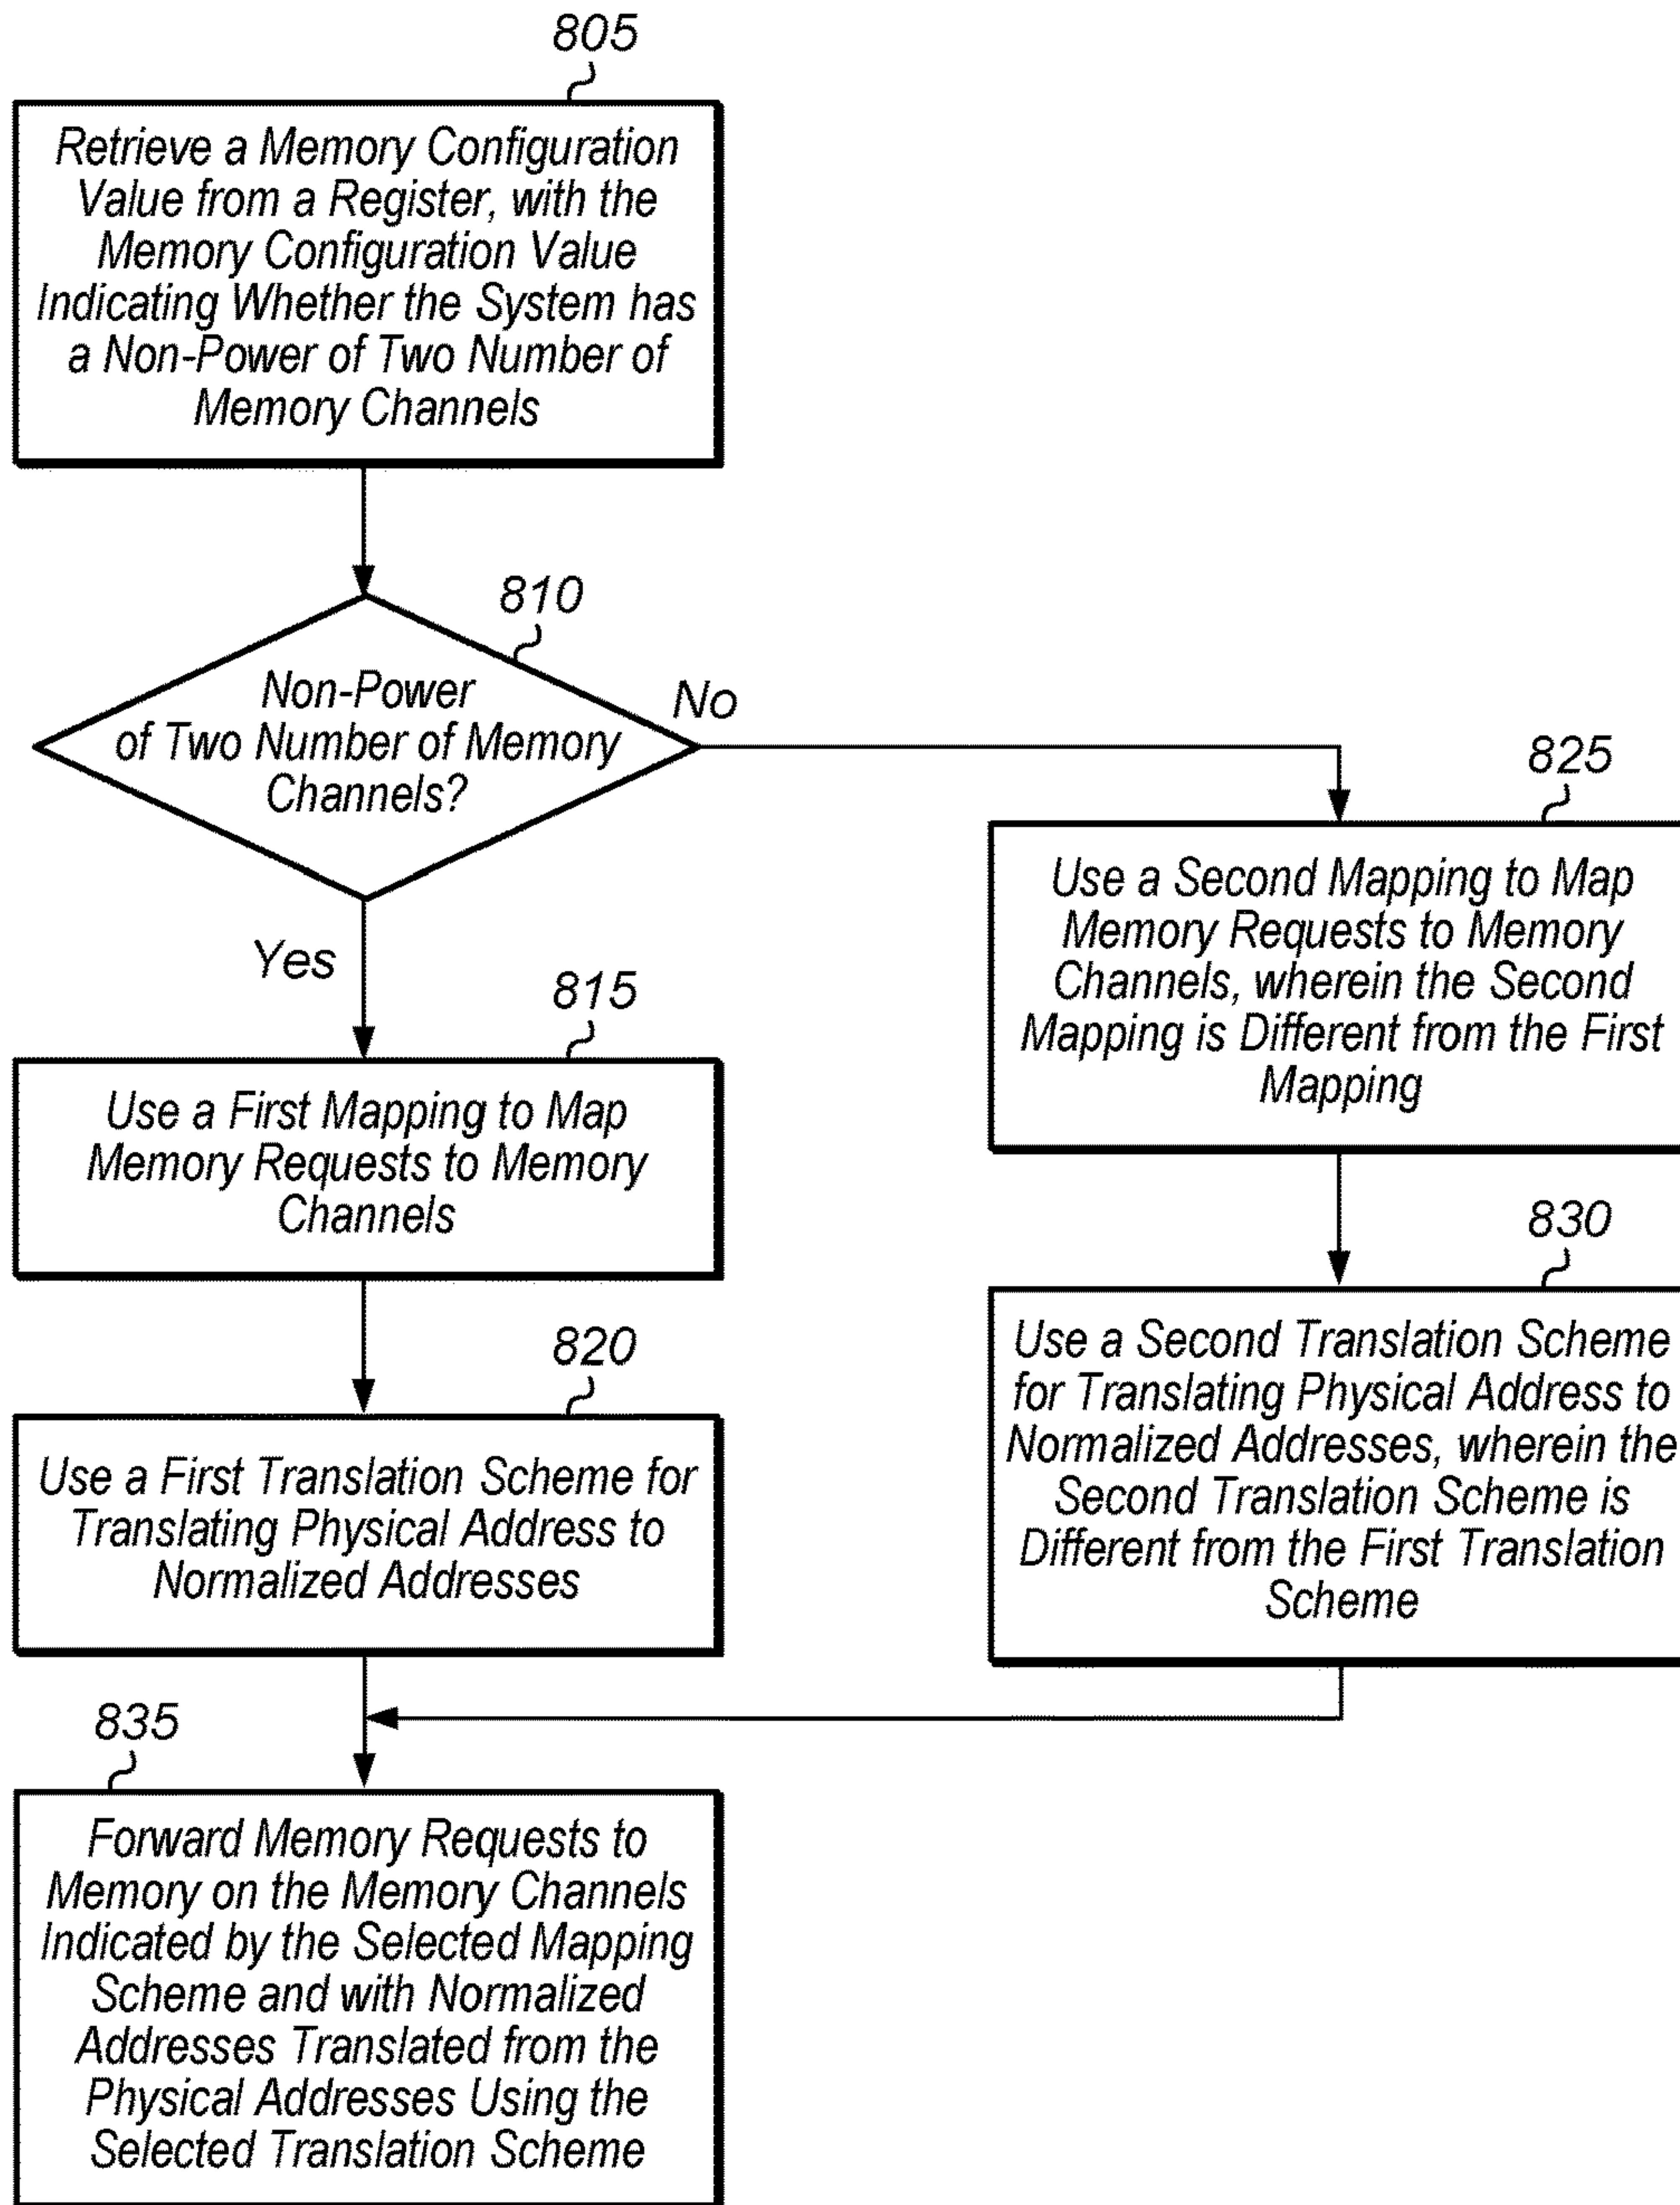 805
Retrieve a Memory Configuration
Value from a Register, with the
Memory Configuration Value
Indicating Whether the System has
a Non-Power of Two Number of
Memory Channels
810
Non-Power
of Two Number of Memory
Channels?
No
Yes
815
Use a First Mapping to Map
Memory Requests to Memory
Channels
820
Use a First Translation Scheme for
Translating Physical Address to
Normalized Addresses
825
Use a Second Mapping to Map
Memory Requests to Memory
Channels, wherein the Second
Mapping is Different from the First
Mapping
830
Use a Second Translation Scheme
for Translating Physical Address to
Normalized Addresses, wherein the
Second Translation Scheme is
Different from the First Translation
Scheme
835
Forward Memory Requests to
Memory on the Memory Channels
Indicated by the Selected Mapping
Scheme and with Normalized
Addresses Translated from the
Physical Addresses Using the
Selected Translation Scheme